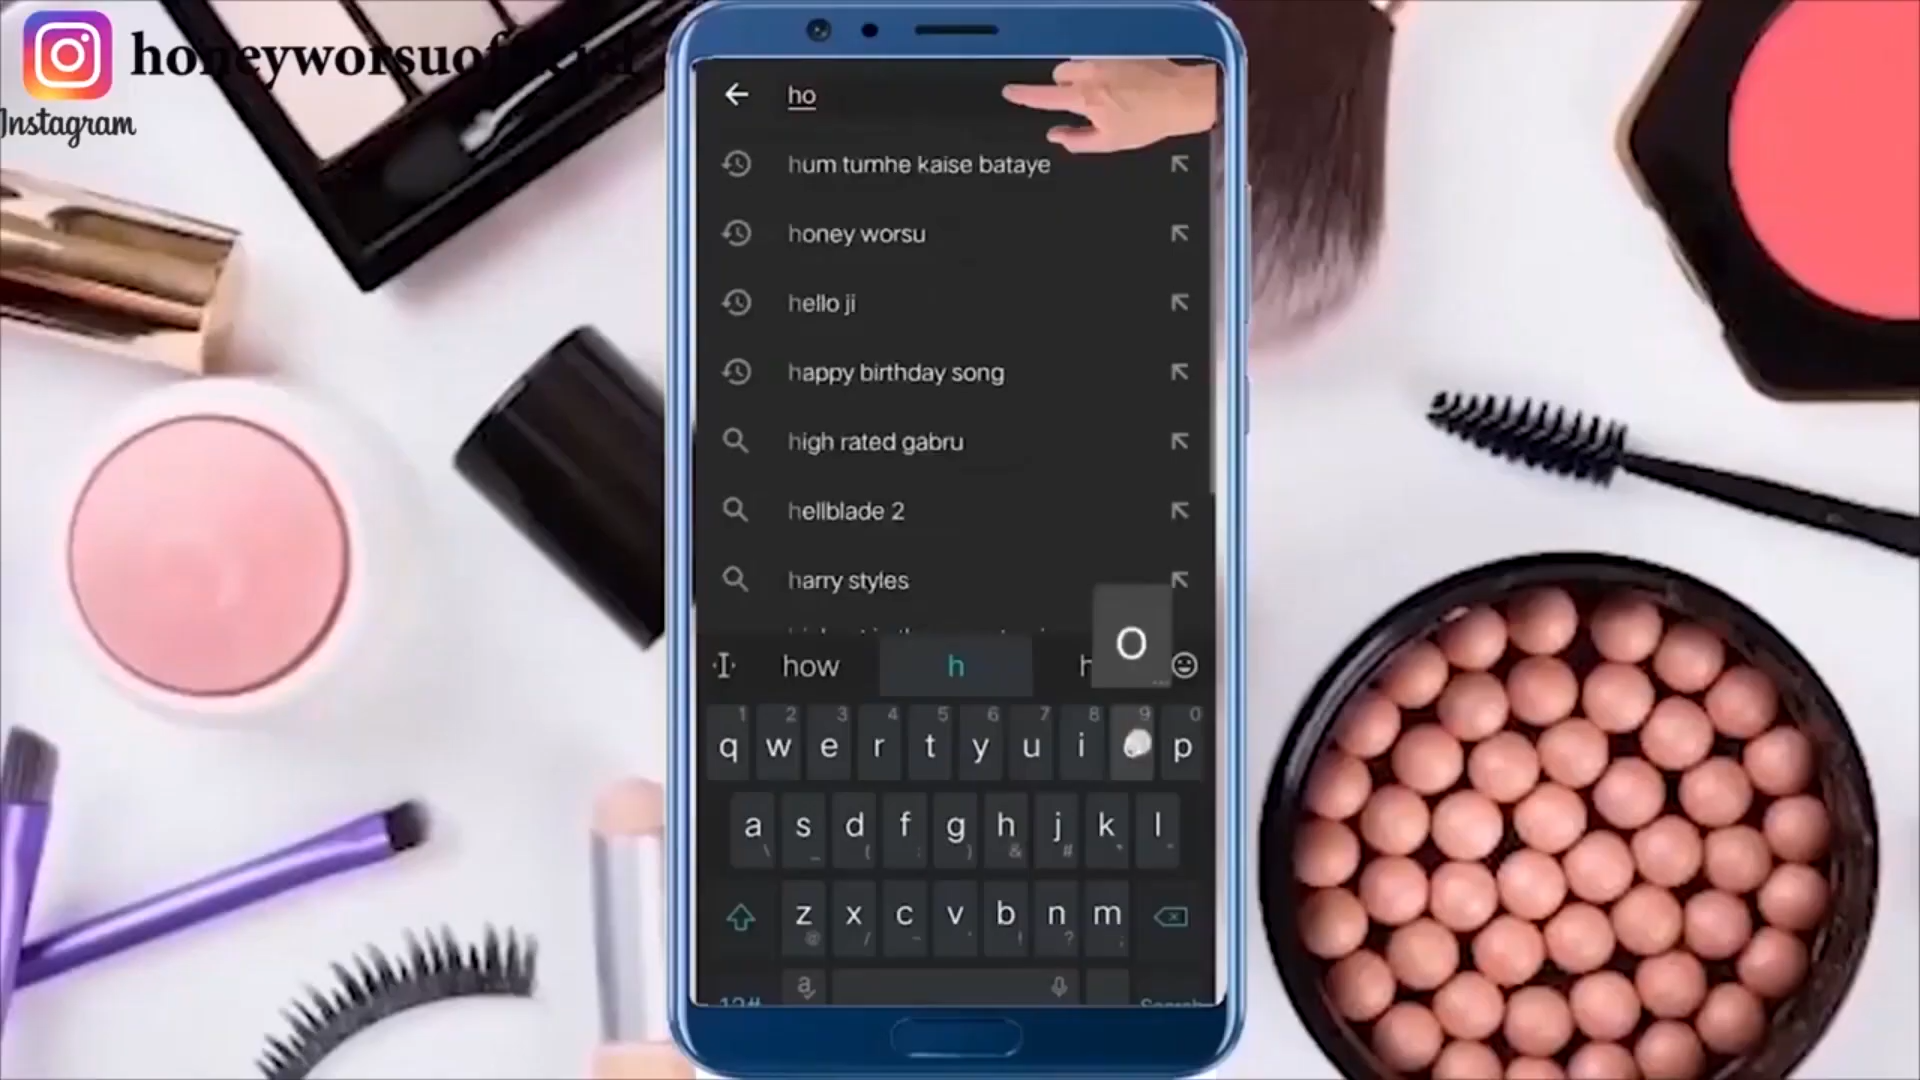 honeyworsuofficial
Instagram
ho
hum tumhe kaise bataye
honey worsu
hello ji
happy birthday song
high rated gabru
hellblade 2
harry styles
how h
O
1 2 3 4 5 6 7 8 9 0
q w e r t y u i p
a s d f g h j k l
z x c v b n m